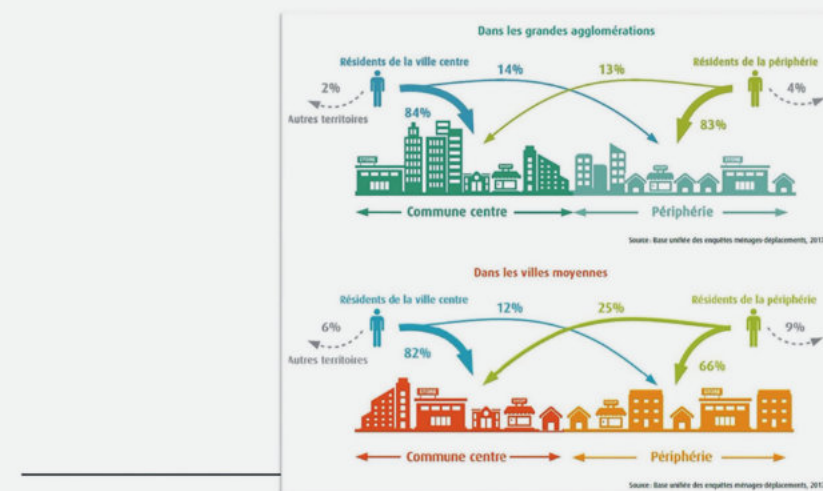 Dans les grandes agglomérations
Résidents de la ville centre
14%
13%
Résidents de la périphérie
2%
4%
Autres territoires
84%
83%
STORE
SHOP
STORE
Commune centre
Périphérie
Source: Base unifiée des enquêtes ménages déplacements, 201
Dans les villes moyennes
Résidents de la ville centre
12%
25%
Résidents de la périphérie
6%
9%
Autres territoires
82%
66%
STORE
STORE
Commune centre
Périphérie
Source: Base unifiée des enquêtes ménages déplacements, 201